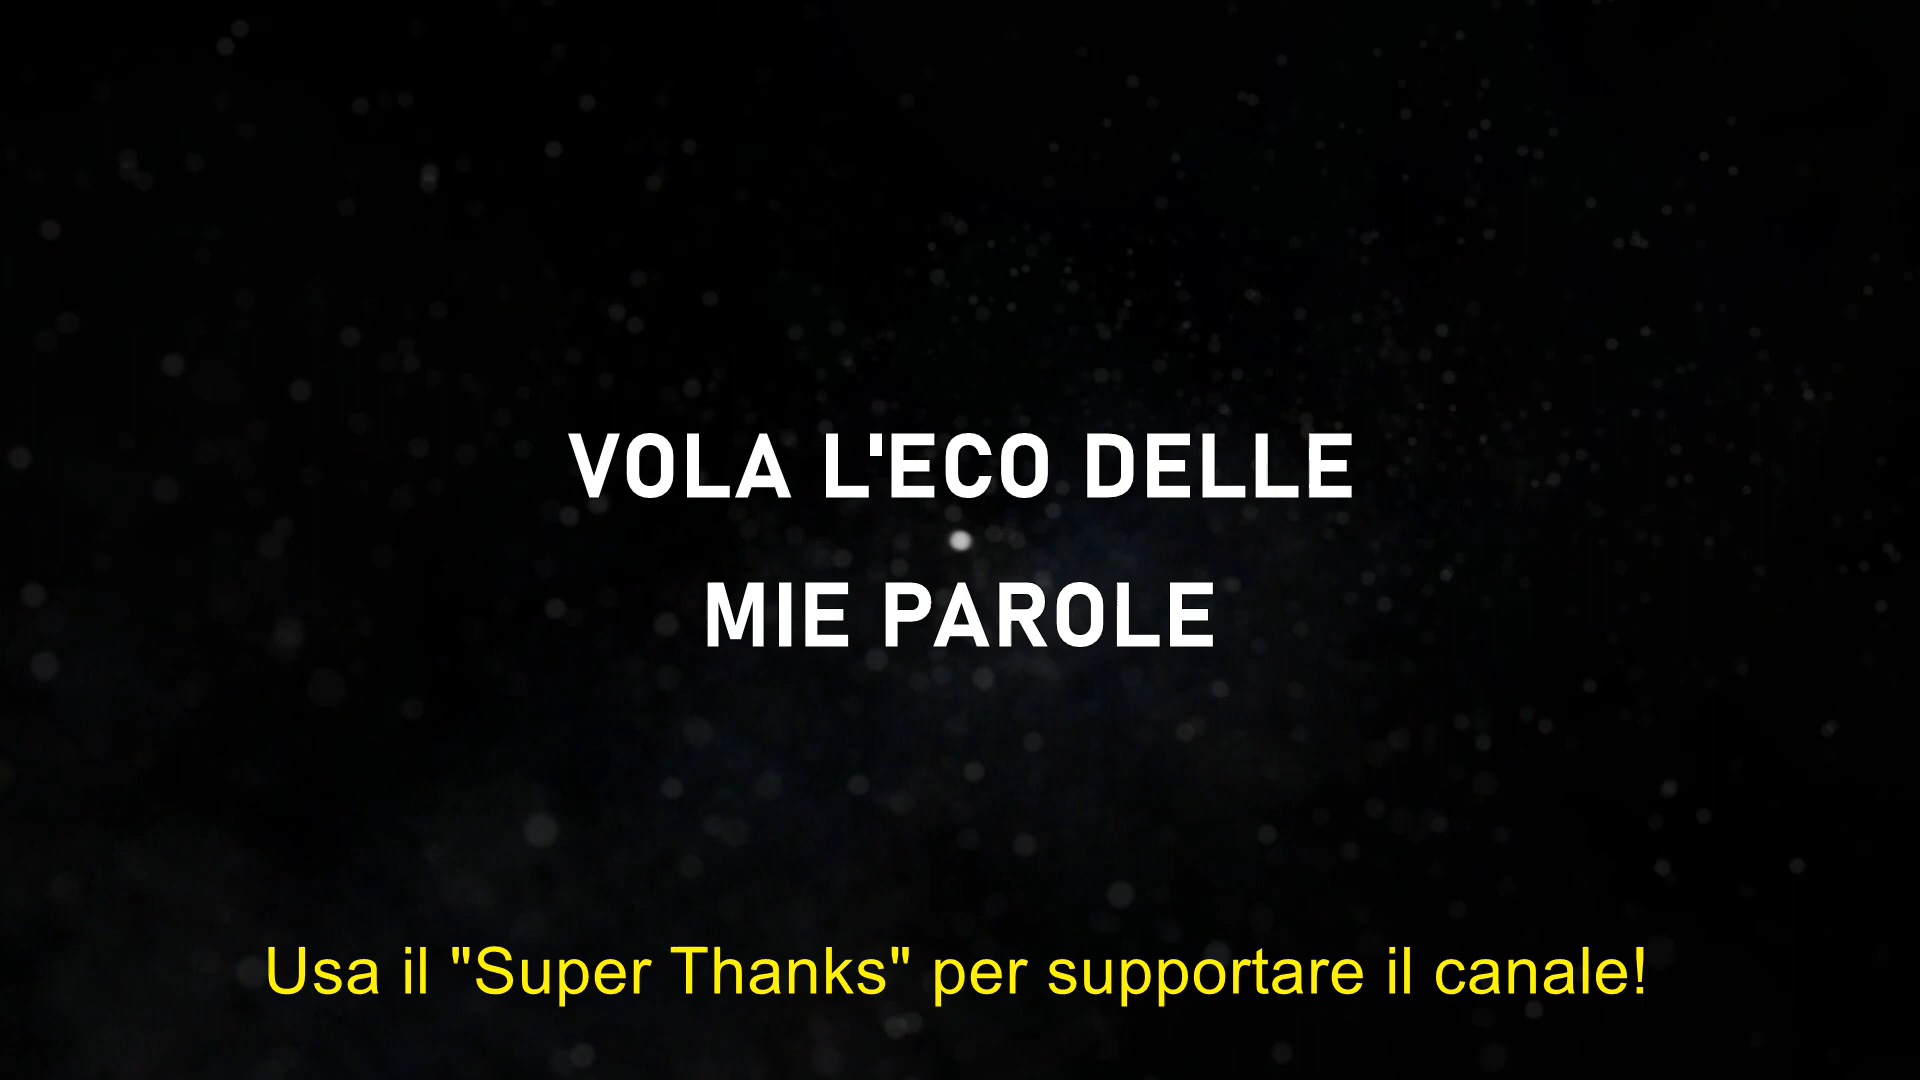 VOLA L'ECO DELLE
MIE PAROLE
Usa il "Super Thanks" per supportare il canale!